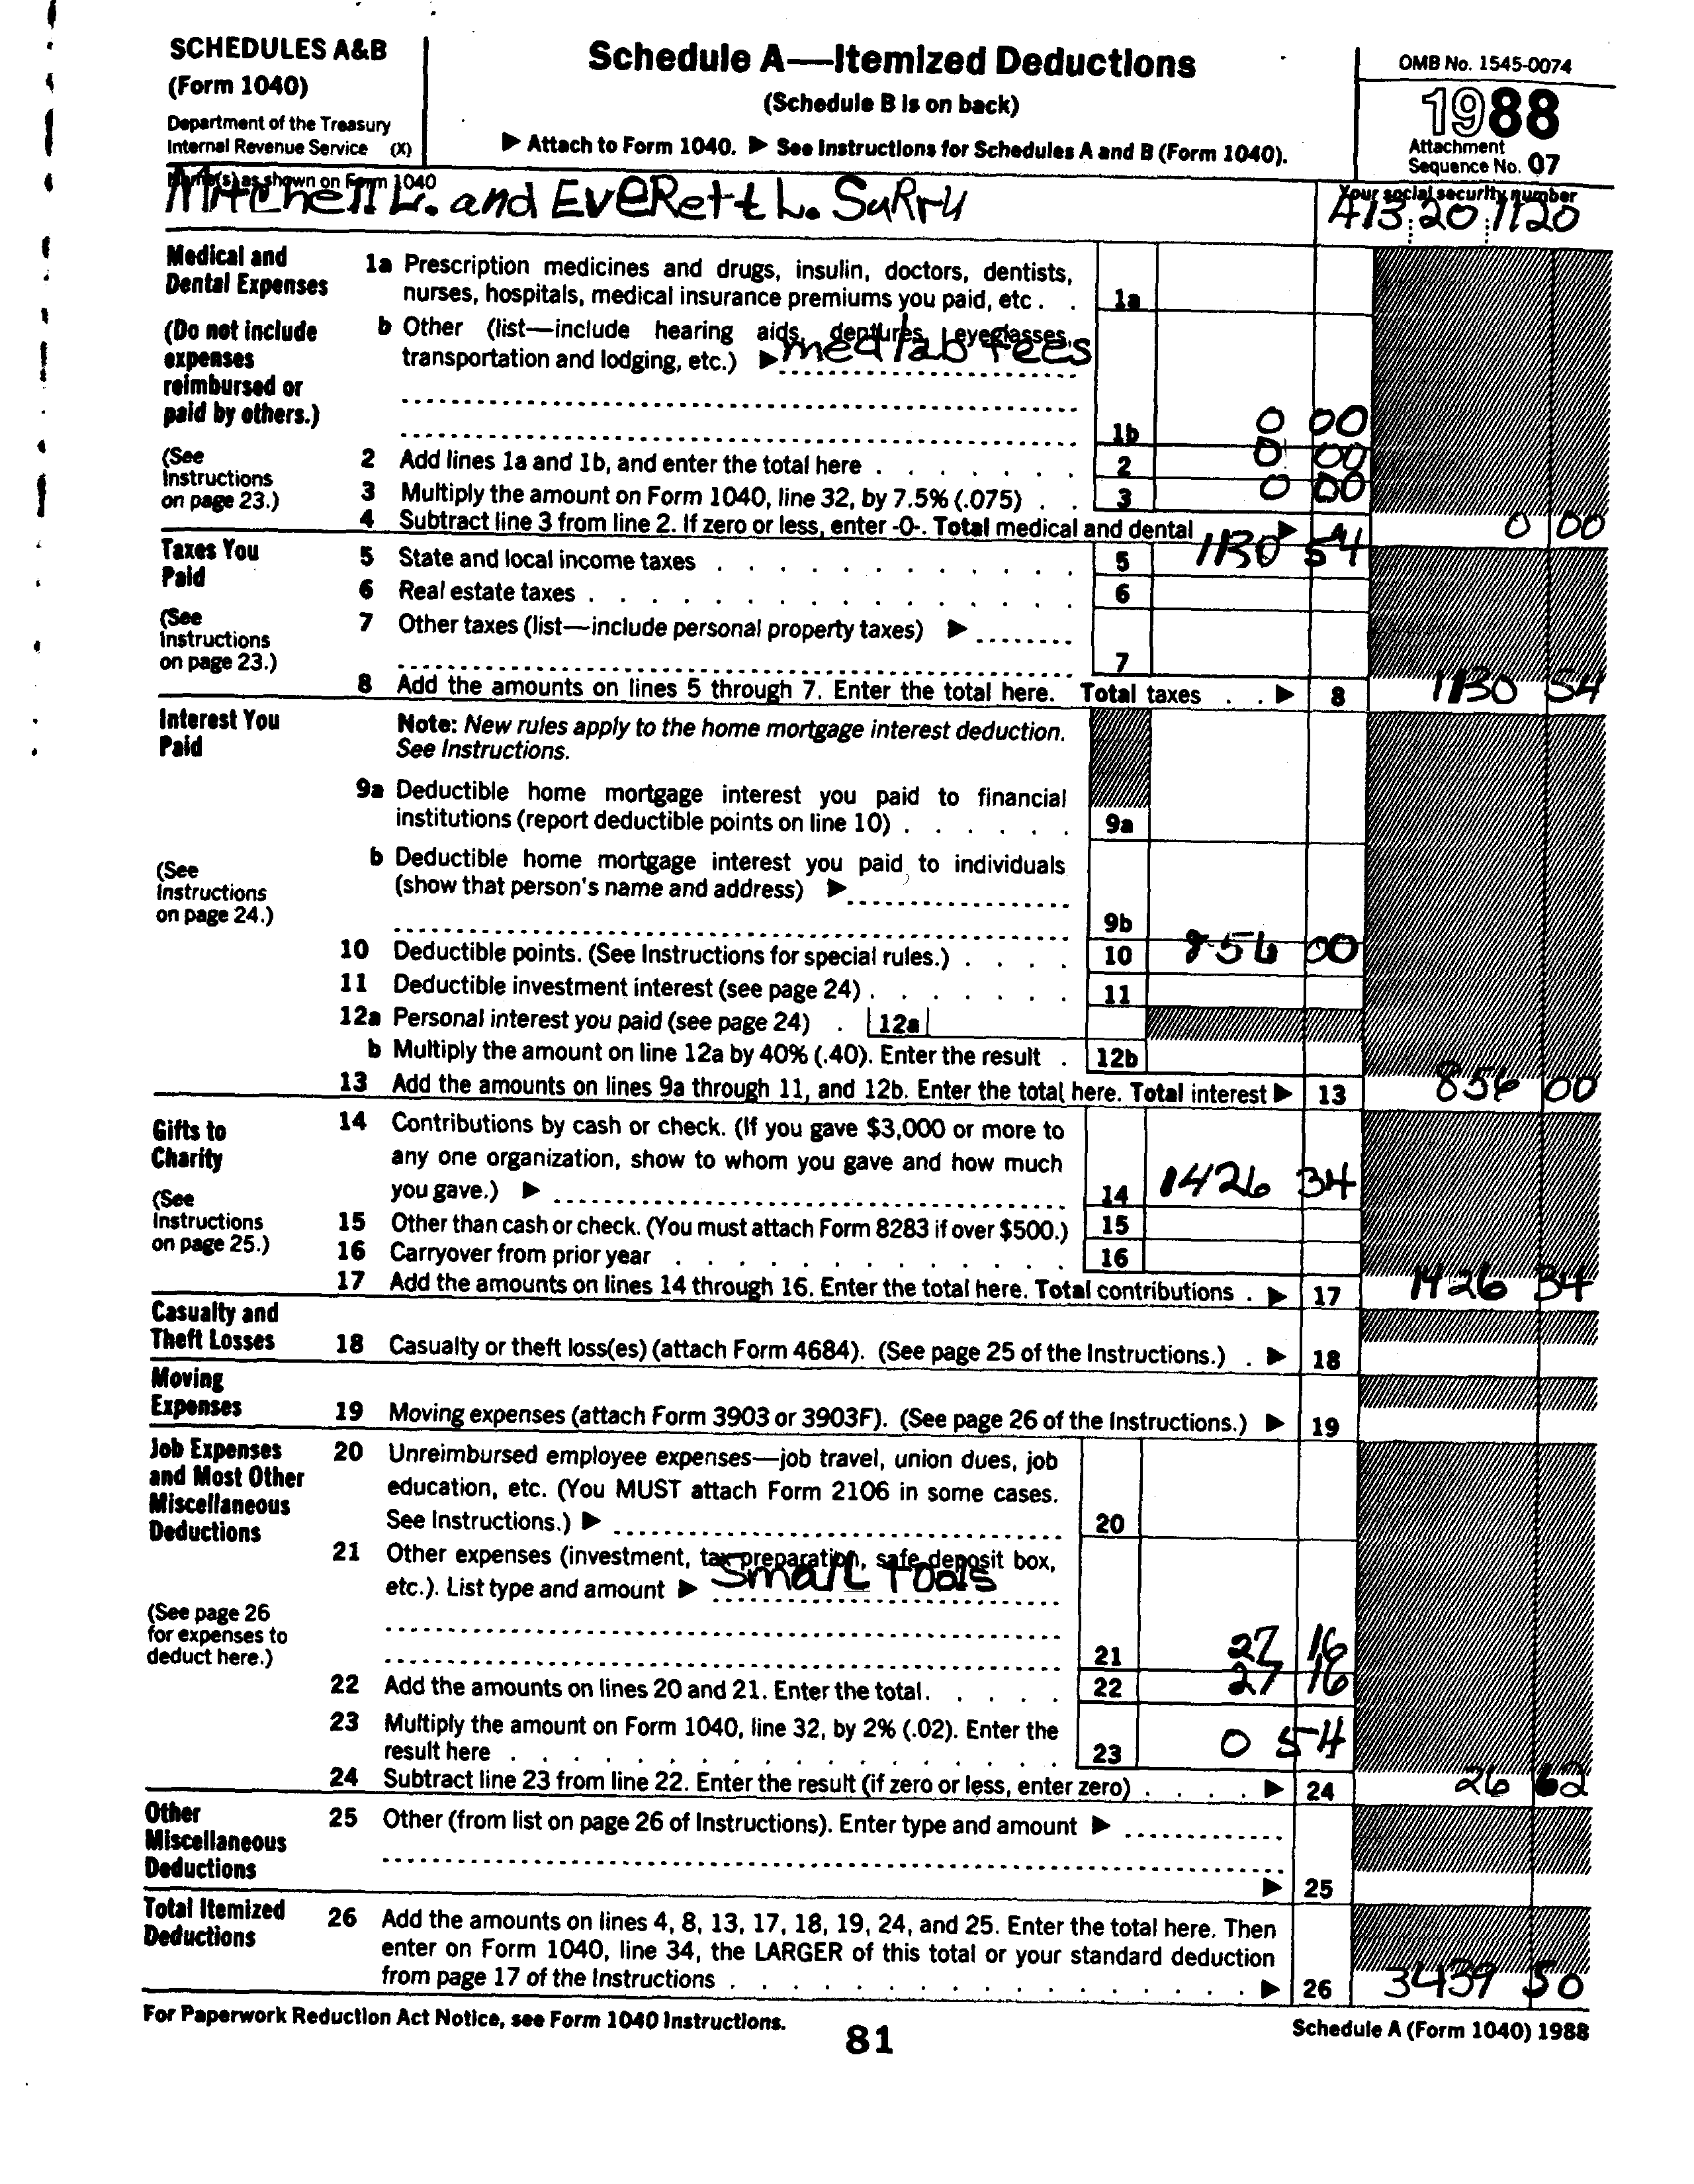 SCHEDULES A&B
(Form 1040)
Department of the Treasury
Internal Revenue Service (X)
Schedule A—Itemized Deductions
(Schedule B is on back)
▶ Attach to Form 1040. ▶ See Instructions for Schedules A and B (Form 1040).
OMB No. 1545-0074
1988
Attachment
Sequence No. 07
Name(s) as shown on Form 1040
Mitchell L. and Everett L. Surry
Your social security number
413 20 1120
Medical and
Dental Expenses
(Do not include
expenses
reimbursed or
paid by others.)
(See
Instructions
on page 23.)
1a Prescription medicines and drugs, insulin, doctors, dentists,
nurses, hospitals, medical insurance premiums you paid, etc . . 1a
b Other (list—include hearing aids, dentures, eyeglasses,
transportation and lodging, etc.) ▶ med lab fees
1b 0 00
2 Add lines 1a and 1b, and enter the total here . . . . . . . 2 0 00
3 Multiply the amount on Form 1040, line 32, by 7.5% (.075) . . 3 0 00
4 Subtract line 3 from line 2. If zero or less, enter -0-. Total medical and dental ▶ 4 0 00
Taxes You
Paid
(See
Instructions
on page 23.)
5 State and local income taxes . . . . . . . . . . . . 5 1130 54
6 Real estate taxes . . . . . . . . . . . . . . . . 6
7 Other taxes (list—include personal property taxes) ▶
7
8 Add the amounts on lines 5 through 7. Enter the total here. Total taxes . . ▶ 8 1130 54
Interest You
Paid
(See
Instructions
on page 24.)
Note: New rules apply to the home mortgage interest deduction.
See Instructions.
9a Deductible home mortgage interest you paid to financial
institutions (report deductible points on line 10) . . . . . . 9a
b Deductible home mortgage interest you paid to individuals
(show that person's name and address) ▶
9b
10 Deductible points. (See Instructions for special rules.) . . . . 10 856 00
11 Deductible investment interest (see page 24) . . . . . . . 11
12a Personal interest you paid (see page 24) . 12a
b Multiply the amount on line 12a by 40% (.40). Enter the result . 12b
13 Add the amounts on lines 9a through 11, and 12b. Enter the total here. Total interest ▶ 13 856 00
Gifts to
Charity
(See
Instructions
on page 25.)
14 Contributions by cash or check. (If you gave $3,000 or more to
any one organization, show to whom you gave and how much
you gave.) ▶ 14 1426 34
15 Other than cash or check. (You must attach Form 8283 if over $500.) 15
16 Carryover from prior year . . . . . . . . . . . . . 16
17 Add the amounts on lines 14 through 16. Enter the total here. Total contributions . ▶ 17 1426 34
Casualty and
Theft Losses
18 Casualty or theft loss(es) (attach Form 4684). (See page 25 of the Instructions.) . ▶ 18
Moving
Expenses
19 Moving expenses (attach Form 3903 or 3903F). (See page 26 of the Instructions.) ▶ 19
Job Expenses
and Most Other
Miscellaneous
Deductions
(See page 26
for expenses to
deduct here.)
20 Unreimbursed employee expenses—job travel, union dues, job
education, etc. (You MUST attach Form 2106 in some cases.
See Instructions.) ▶ 20
21 Other expenses (investment, tax preparation, safe deposit box,
etc.). List type and amount ▶ Small Tools
21 27 16
22 Add the amounts on lines 20 and 21. Enter the total. . . . . . 22 27 16
23 Multiply the amount on Form 1040, line 32, by 2% (.02). Enter the
result here . . . . . . . . . . . . . . . . . . 23 0 54
24 Subtract line 23 from line 22. Enter the result (if zero or less, enter zero) . . . . ▶ 24 26 62
Other
Miscellaneous
Deductions
25 Other (from list on page 26 of Instructions). Enter type and amount ▶
▶ 25
Total Itemized
Deductions
26 Add the amounts on lines 4, 8, 13, 17, 18, 19, 24, and 25. Enter the total here. Then
enter on Form 1040, line 34, the LARGER of this total or your standard deduction
from page 17 of the Instructions . . . . . . . . . . . . . . . . ▶ 26 3439 50
For Paperwork Reduction Act Notice, see Form 1040 Instructions.
81
Schedule A (Form 1040) 1988